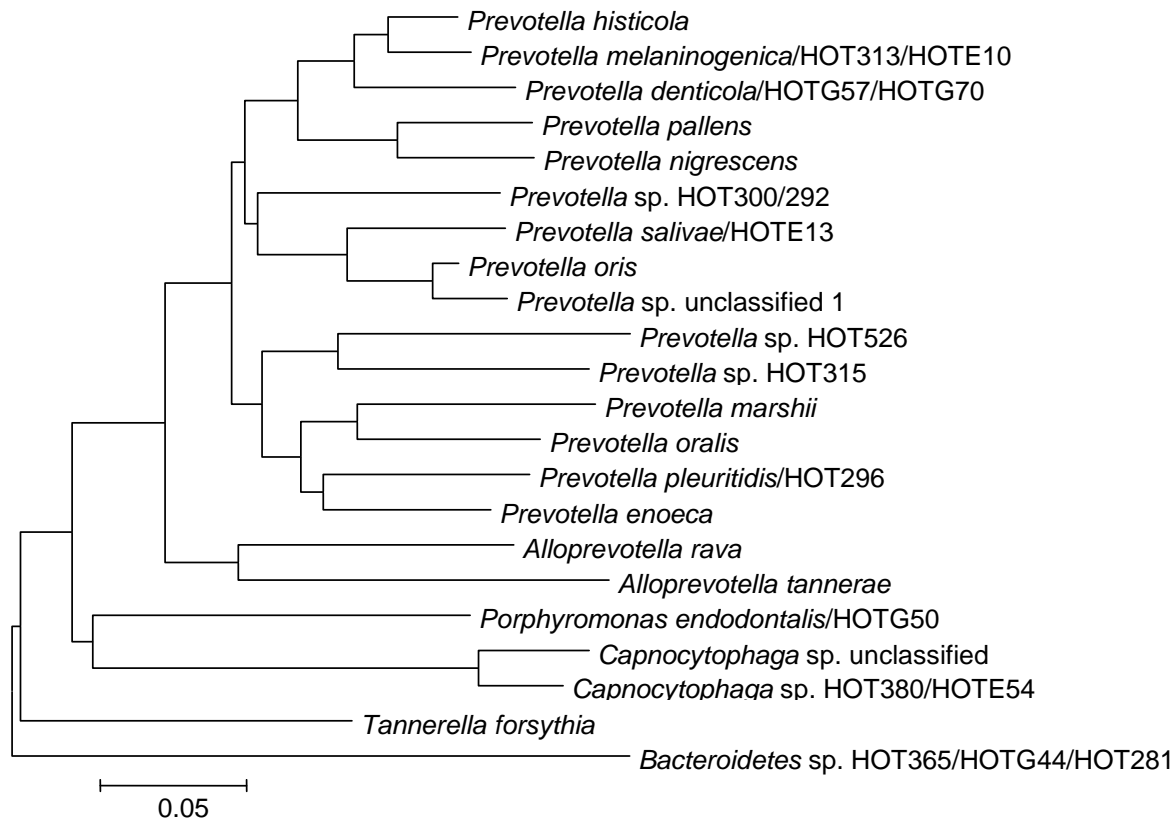 Prevotella histicola
Prevotella melaninogenica/HOT313/HOTE10
Prevotella denticola/HOTG57/HOTG70
Prevotella pallens
Prevotella nigrescens
Prevotella sp. HOT300/292
Prevotella salivae/HOTE13
Prevotella oris
Prevotella sp. unclassified 1
Prevotella sp. HOT526
Prevotella sp. HOT315
Prevotella marshii
Prevotella oralis
Prevotella pleuritidis/HOT296
Prevotella enoeca
Alloprevotella rava
Alloprevotella tannerae
Porphyromonas endodontalis/HOTG50
Capnocytophaga sp. unclassified
Capnocytophaga sp. HOT380/HOTE54
Tannerella forsythia
Bacteroidetes sp. HOT365/HOTG44/HOT281
0.05